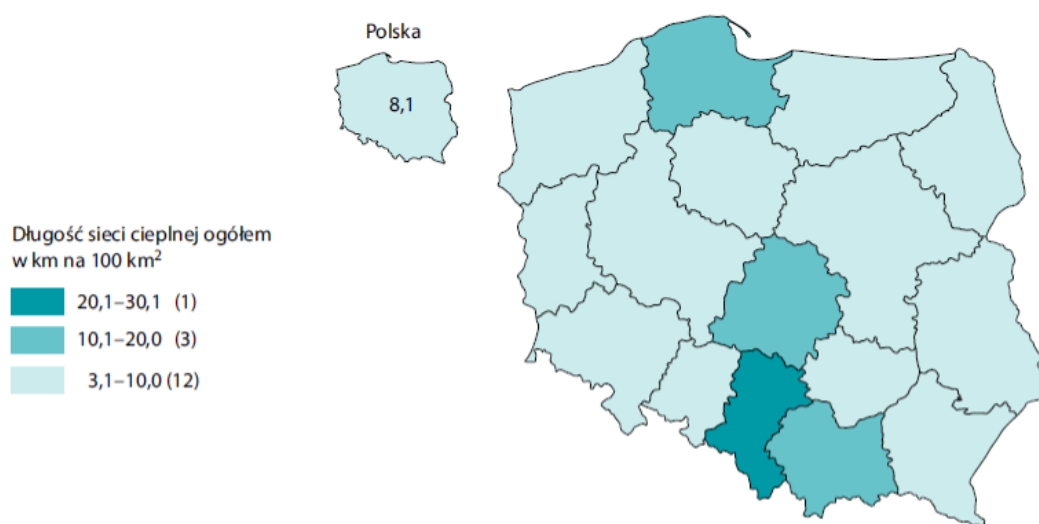 Polska
8,1
Długość sieci cieplnej ogółem
w km na 100 km²
20,1–30,1 (1)
10,1–20,0 (3)
3,1–10,0 (12)